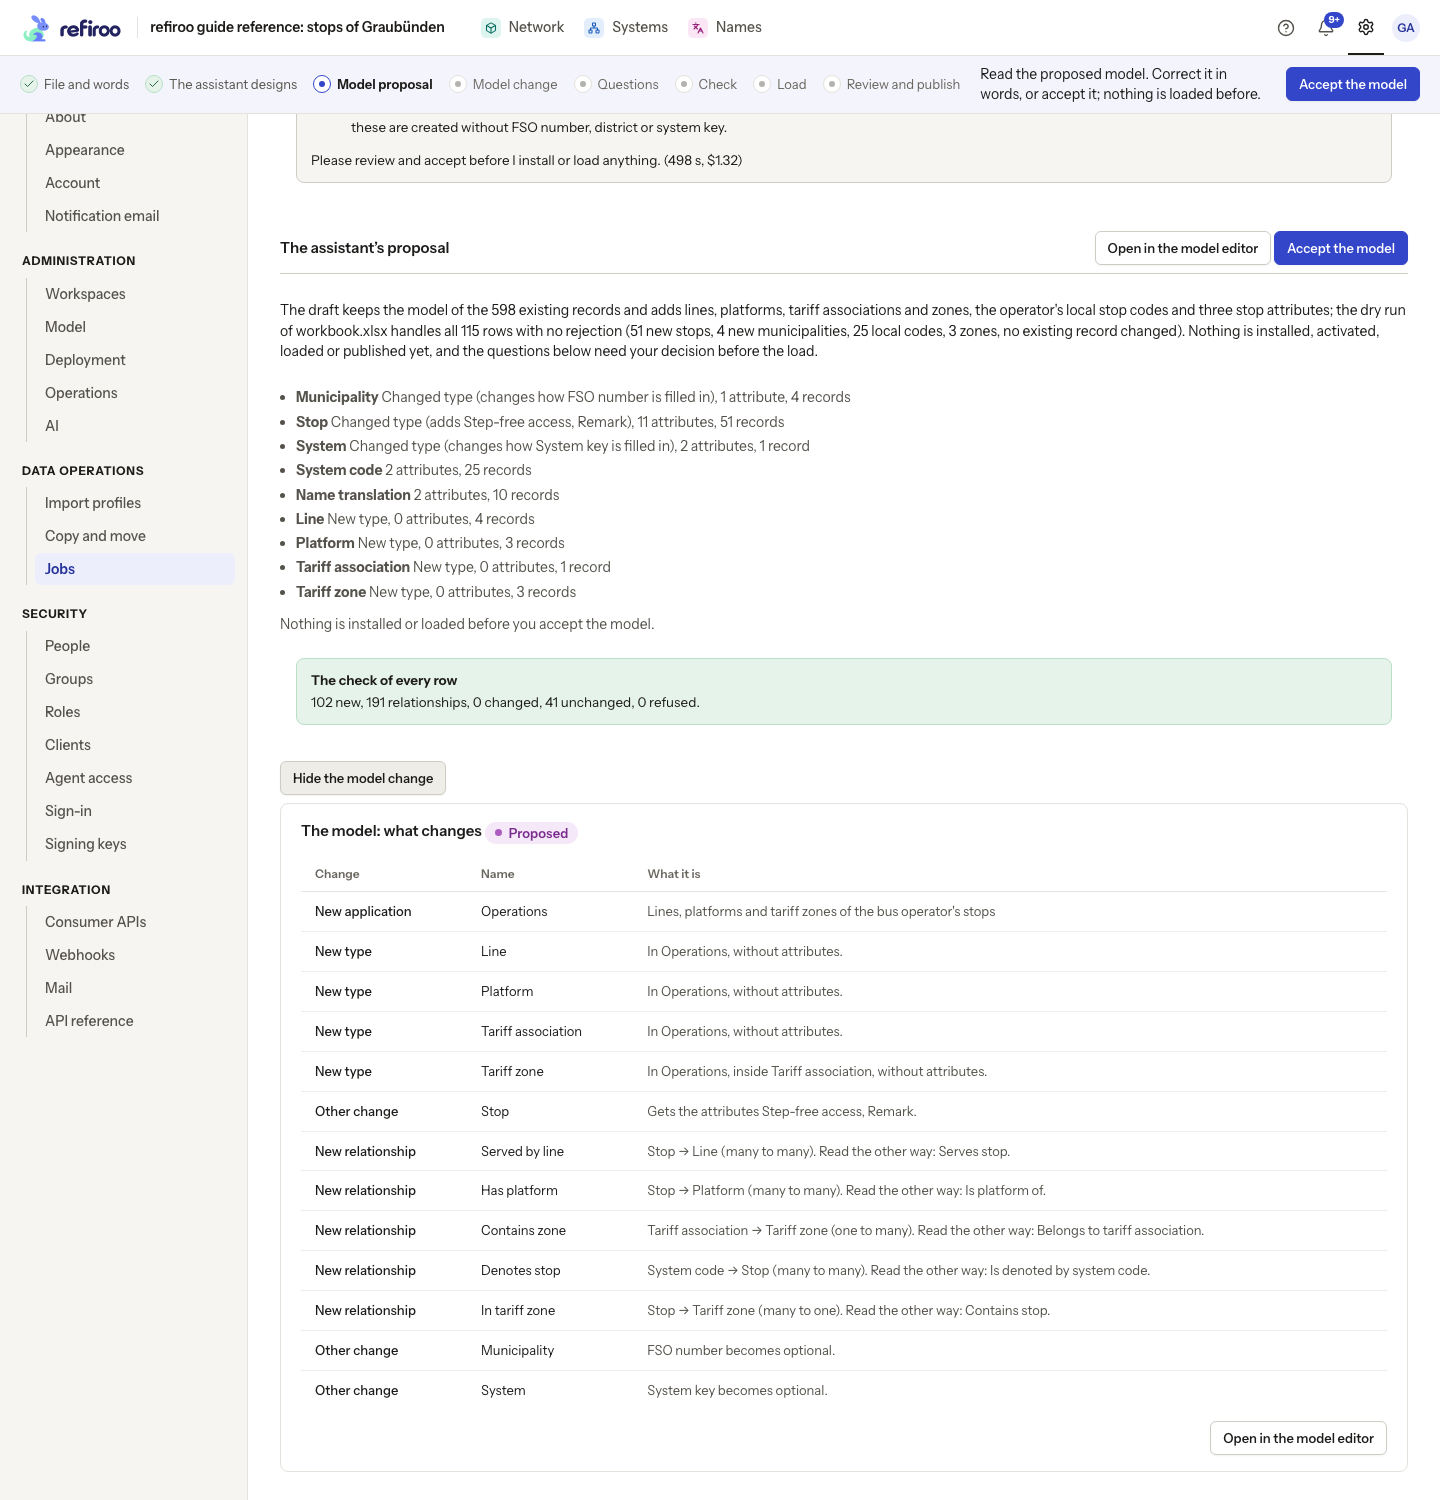 refiroo
refiroo guide reference: stops of Graubünden
Network
Systems
Names
9+
GA
File and words
The assistant designs
Model proposal
Model change
Questions
Check
Load
Review and publish
Read the proposed model. Correct it in
words, or accept it; nothing is loaded before.
Accept the model
About
Appearance
Account
Notification email
ADMINISTRATION
Workspaces
Model
Deployment
Operations
AI
DATA OPERATIONS
Import profiles
Copy and move
Jobs
SECURITY
People
Groups
Roles
Clients
Agent access
Sign-in
Signing keys
INTEGRATION
Consumer APIs
Webhooks
Mail
API reference
these are created without FSO number, district or system key.
Please review and accept before I install or load anything. (498 s, $1.32)
The assistant's proposal
Open in the model editor
Accept the model
The draft keeps the model of the 598 existing records and adds lines, platforms, tariff associations and zones, the operator's local stop codes and three stop attributes; the dry run
of workbook.xlsx handles all 115 rows with no rejection (51 new stops, 4 new municipalities, 25 local codes, 3 zones, no existing record changed). Nothing is installed, activated,
loaded or published yet, and the questions below need your decision before the load.
• Municipality Changed type (changes how FSO number is filled in), 1 attribute, 4 records
• Stop Changed type (adds Step-free access, Remark), 11 attributes, 51 records
• System Changed type (changes how System key is filled in), 2 attributes, 1 record
• System code 2 attributes, 25 records
• Name translation 2 attributes, 10 records
• Line New type, 0 attributes, 4 records
• Platform New type, 0 attributes, 3 records
• Tariff association New type, 0 attributes, 1 record
• Tariff zone New type, 0 attributes, 3 records
Nothing is installed or loaded before you accept the model.
The check of every row
102 new, 191 relationships, 0 changed, 41 unchanged, 0 refused.
Hide the model change
The model: what changes Proposed
Change Name What it is
New application Operations Lines, platforms and tariff zones of the bus operator's stops
New type Line In Operations, without attributes.
New type Platform In Operations, without attributes.
New type Tariff association In Operations, without attributes.
New type Tariff zone In Operations, inside Tariff association, without attributes.
Other change Stop Gets the attributes Step-free access, Remark.
New relationship Served by line Stop → Line (many to many). Read the other way: Serves stop.
New relationship Has platform Stop → Platform (many to many). Read the other way: Is platform of.
New relationship Contains zone Tariff association → Tariff zone (one to many). Read the other way: Belongs to tariff association.
New relationship Denotes stop System code → Stop (many to many). Read the other way: Is denoted by system code.
New relationship In tariff zone Stop → Tariff zone (many to one). Read the other way: Contains stop.
Other change Municipality FSO number becomes optional.
Other change System System key becomes optional.
Open in the model editor